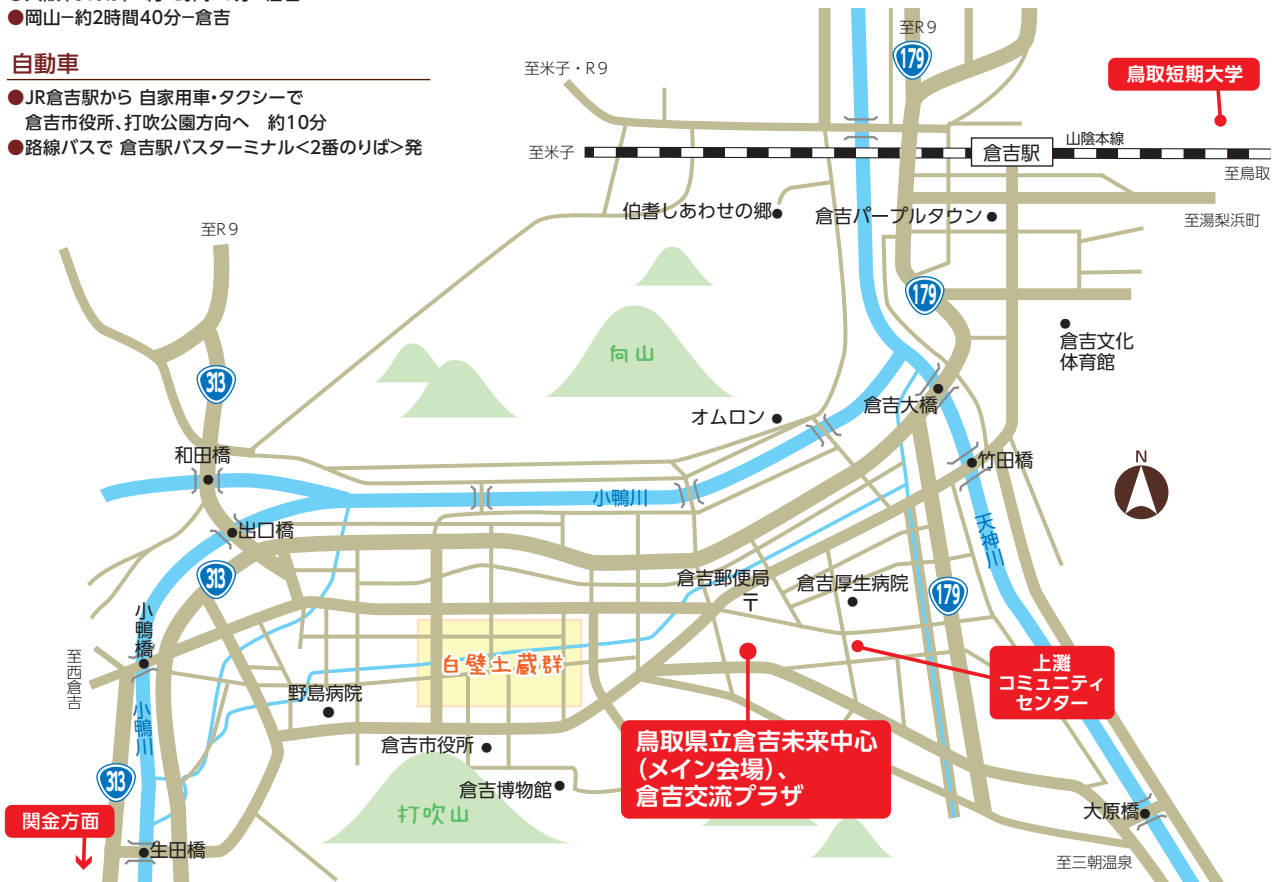 ●岡山ー約2時間40分ー倉吉
自動車
●JR倉吉駅から 自家用車・タクシーで
倉吉市役所、打吹公園方向へ 約10分
●路線バスで 倉吉駅バスターミナル<2番のりば>発
至R9
179
至米子・R9
鳥取短期大学
山陰本線
至米子
倉吉駅
至鳥取
伯耆しあわせの郷
倉吉パープルタウン
至湯梨浜町
至R9
179
倉吉文化
体育館
向山
313
オムロン
倉吉大橋
和田橋
竹田橋
N
小鴨川
出口橋
天神川
313
倉吉郵便局
〒
倉吉厚生病院
179
小鴨橋
至西倉吉
白壁土蔵群
上灘
コミュニティ
センター
野島病院
小鴨川
倉吉市役所
鳥取県立倉吉未来中心
(メイン会場)、
倉吉交流プラザ
313
倉吉博物館
打吹山
関金方面
大原橋
生田橋
至三朝温泉